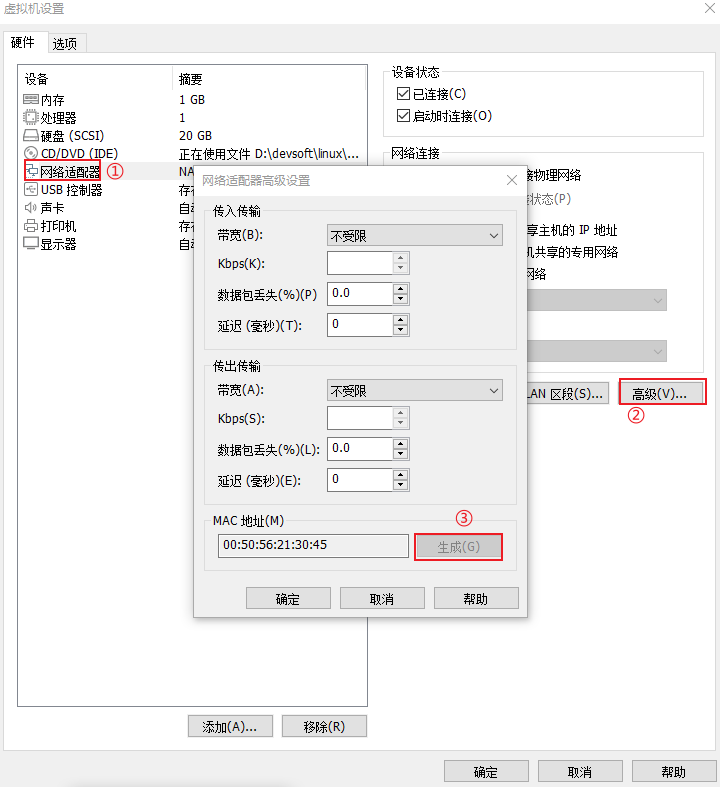 虚拟机设置
硬件 选项
设备 摘要
内存 1 GB
处理器 1
硬盘 (SCSI) 20 GB
CD/DVD (IDE) 正在使用文件 D:\devsoft\linux\...
网络适配器 ① NA
USB 控制器 存
声卡 自动
打印机 存
显示器 自动
添加(A)... 移除(R)
设备状态
已连接(C)
启动时连接(O)
网络连接
接物理网络
状态(P)
享主机的 IP 地址
机共享的专用网络
网络
LAN 区段(S)... 高级(V)...
②
网络适配器高级设置
传入传输
带宽(B): 不受限
Kbps(K):
数据包丢失(%)(P) 0.0
延迟 (毫秒)(T): 0
传出传输
带宽(A): 不受限
Kbps(S):
数据包丢失(%)(L): 0.0
延迟 (毫秒)(E): 0
MAC 地址(M)
③
00:50:56:21:30:45 生成(G)
确定 取消 帮助
确定 取消 帮助